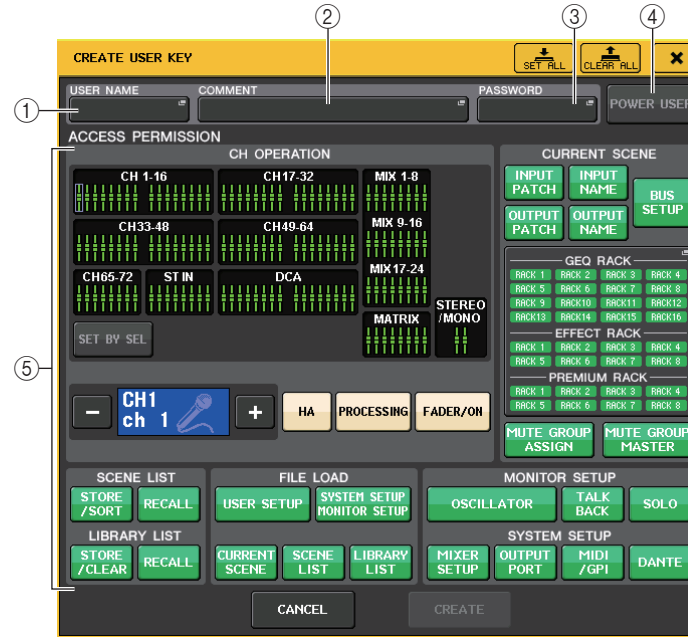 ① ② ③ ④
CREATE USER KEY
SET ALL
CLEAR ALL
USER NAME
COMMENT
PASSWORD
POWER USER
ACCESS PERMISSION
⑤
CH OPERATION
CH 1-16
CH17-32
MIX 1-8
CH33-48
CH49-64
MIX 9-16
CH65-72
ST IN
DCA
MIX17-24
MATRIX
STEREO
/MONO
SET BY SEL
−
CH1
ch 1
+
HA
PROCESSING
FADER/ON
CURRENT SCENE
INPUT
PATCH
INPUT
NAME
BUS
SETUP
OUTPUT
PATCH
OUTPUT
NAME
GEQ RACK
RACK 1 RACK 2 RACK 3 RACK 4
RACK 5 RACK 6 RACK 7 RACK 8
RACK 9 RACK10 RACK11 RACK12
RACK13 RACK14 RACK15 RACK16
EFFECT RACK
RACK 1 RACK 2 RACK 3 RACK 4
RACK 5 RACK 6 RACK 7 RACK 8
PREMIUM RACK
RACK 1 RACK 2 RACK 3 RACK 4
RACK 5 RACK 6 RACK 7 RACK 8
MUTE GROUP
ASSIGN
MUTE GROUP
MASTER
SCENE LIST
STORE
/SORT
RECALL
LIBRARY LIST
STORE
/CLEAR
RECALL
FILE LOAD
USER SETUP
SYSTEM SETUP
MONITOR SETUP
CURRENT
SCENE
SCENE
LIST
LIBRARY
LIST
MONITOR SETUP
OSCILLATOR
TALK
BACK
SOLO
SYSTEM SETUP
MIXER
SETUP
OUTPUT
PORT
MIDI
/GPI
DANTE
CANCEL
CREATE